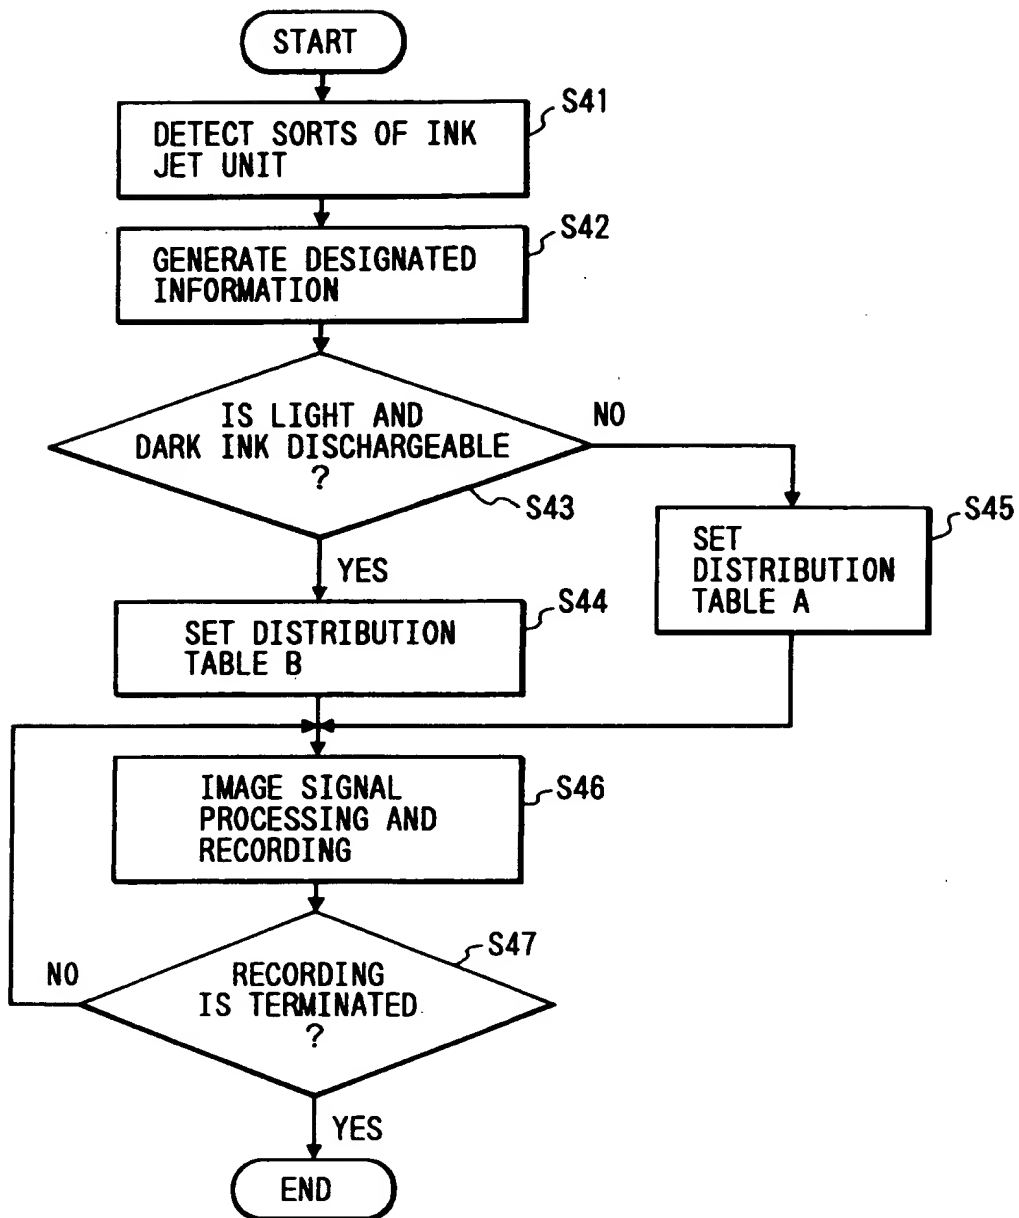 START
S41
DETECT SORTS OF INK
JET UNIT
S42
GENERATE DESIGNATED
INFORMATION
IS LIGHT AND
DARK INK DISCHARGEABLE
?
NO
S43
YES
S45
SET
DISTRIBUTION
TABLE A
S44
SET DISTRIBUTION
TABLE B
S46
IMAGE SIGNAL
PROCESSING AND
RECORDING
S47
NO
RECORDING
IS TERMINATED
?
YES
END